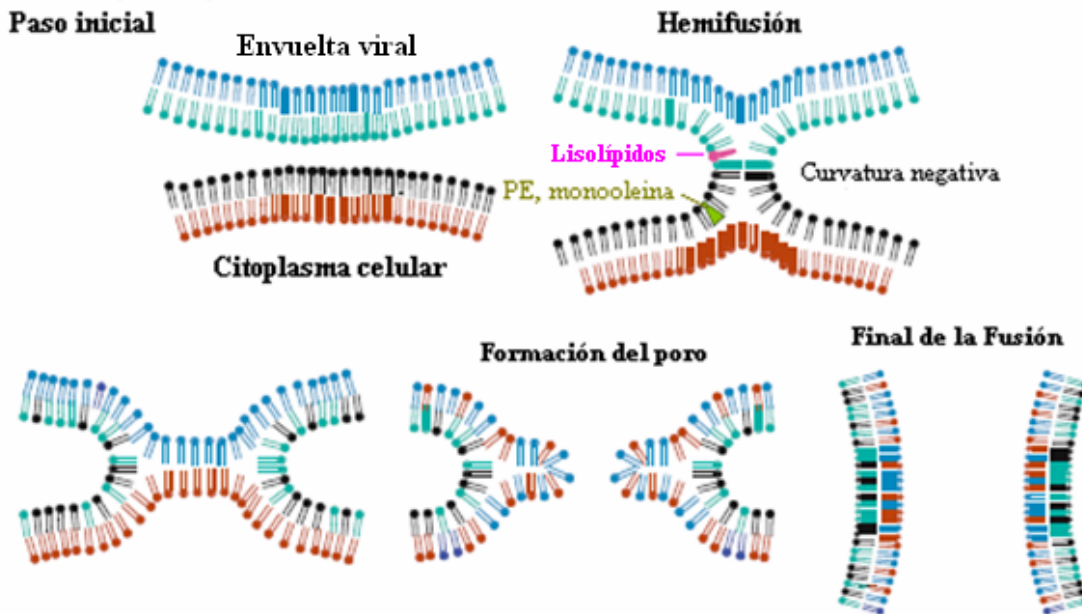 Paso inicial
Envuelta viral
Citoplasma celular
Hemifusión
Lisolípidos
PE, monooleina
Curvatura negativa
Formación del poro
Final de la Fusión